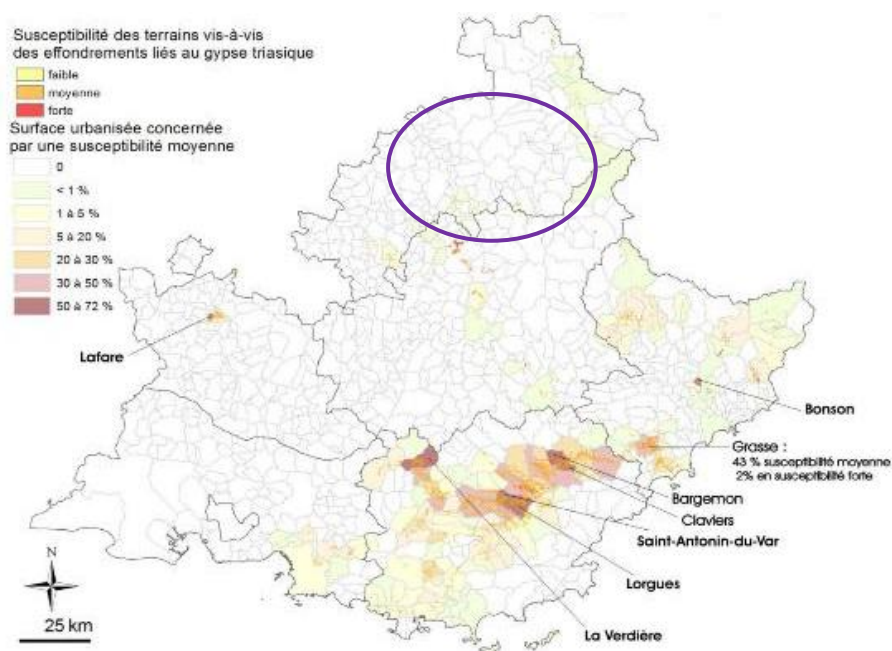 Susceptibilité des terrains vis-à-vis
des effondrements liés au gypse triasique
faible
moyenne
forte
Surface urbanisée concernée
par une susceptibilité moyenne
0
< 1 %
1 à 5 %
5 à 20 %
20 à 30 %
30 à 50 %
50 à 72 %
Lafare
Bonson
Grasse :
43 % susceptibilité moyenne
2% en susceptibilité forte
Bargemon
Claviers
Saint-Antonin-du-Var
Lorgues
La Verdière
N
25 km